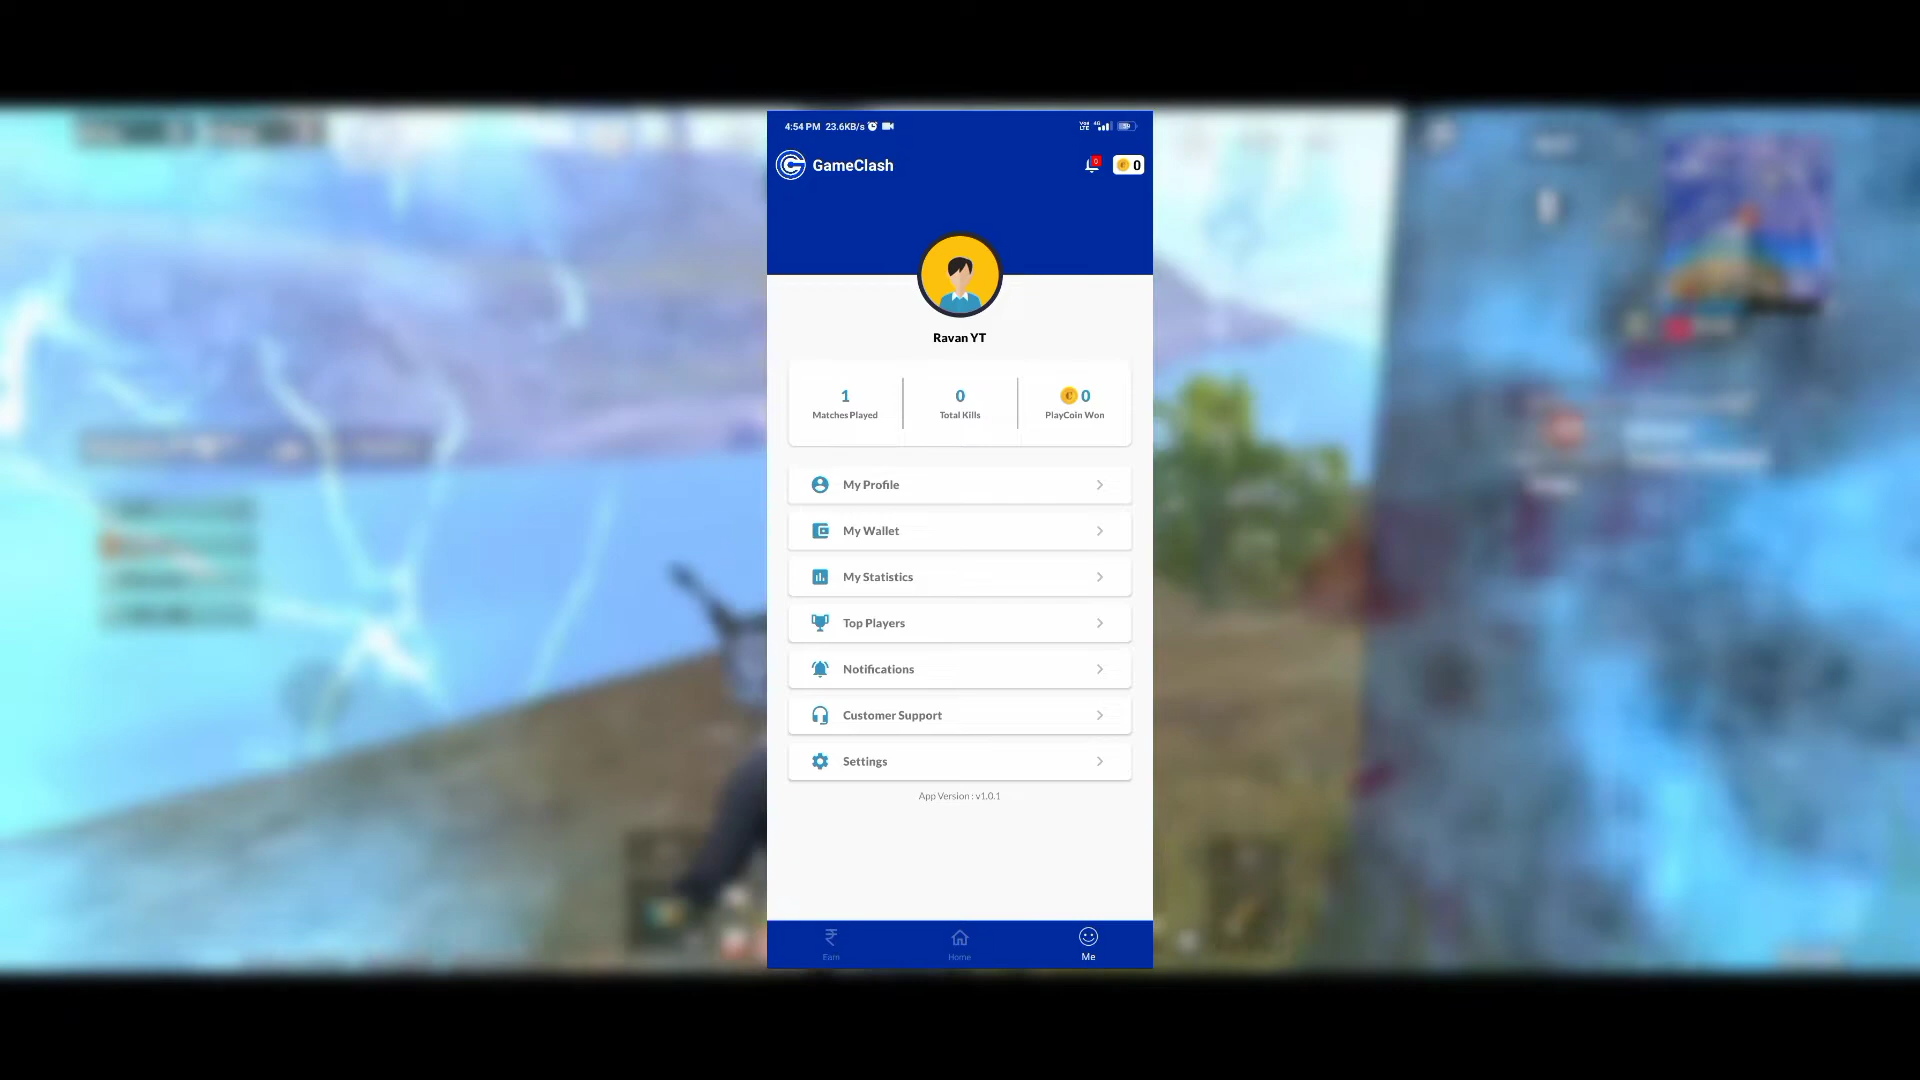 4:54 PM 23.6KB/s
GameClash
0
0
Ravan YT
1
Matches Played
0
Total Kills
0
PlayCoin Won
My Profile
My Wallet
My Statistics
Top Players
Notifications
Customer Support
Settings
App Version : v1.0.1
Earn
Home
Me